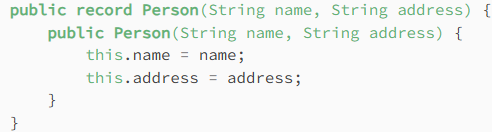 public record Person(String name, String address) {
    public Person(String name, String address) {
        this.name = name;
        this.address = address;
    }
}